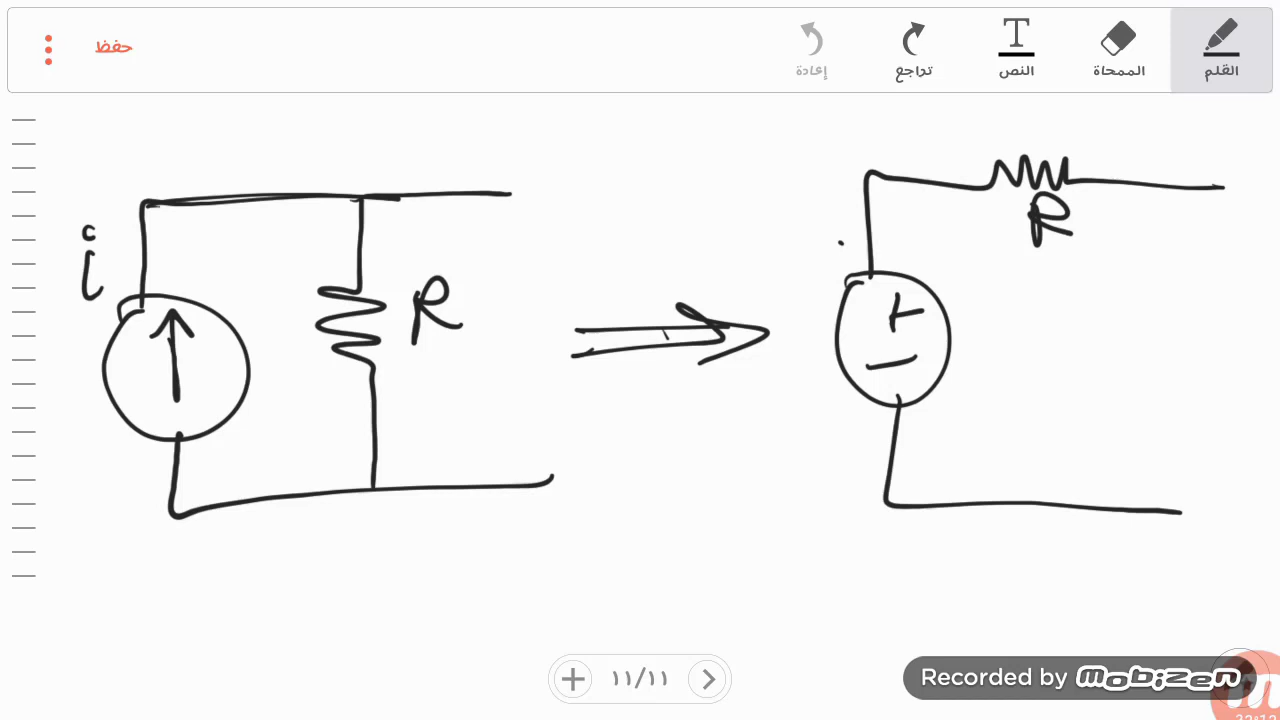 حفظ
إعادة
تراجع
النص
الممحاة
القلم
i
R
R
+
−
١١/١١
Recorded by mobizen